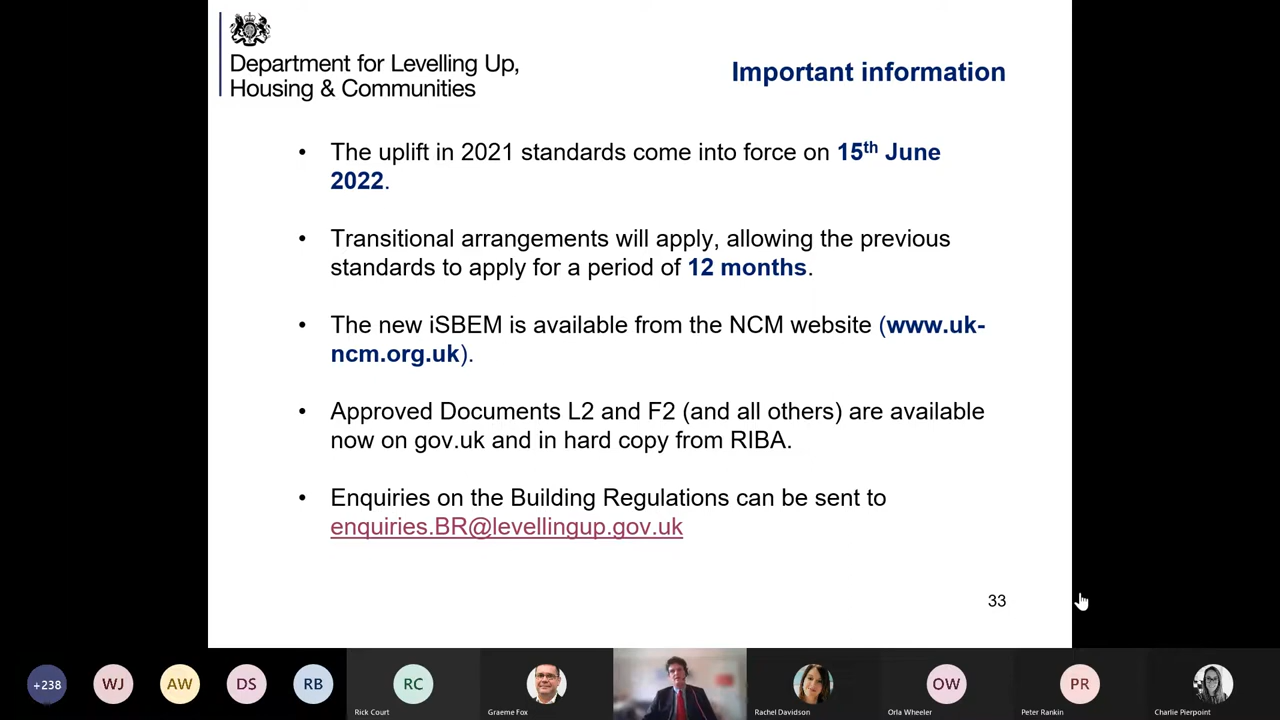 Department for Levelling Up,
Housing & Communities
Important information
• The uplift in 2021 standards come into force on 15th June
2022.
• Transitional arrangements will apply, allowing the previous
standards to apply for a period of 12 months.
• The new iSBEM is available from the NCM website (www.uk-
ncm.org.uk).
• Approved Documents L2 and F2 (and all others) are available
now on gov.uk and in hard copy from RIBA.
• Enquiries on the Building Regulations can be sent to
enquiries.BR@levellingup.gov.uk
33
+238
WJ
AW
DS
RB
RC
Rick Court
Graeme Fox
Rachel Davidson
OW
Orla Wheeler
PR
Peter Rankin
Charlie Pierpoint